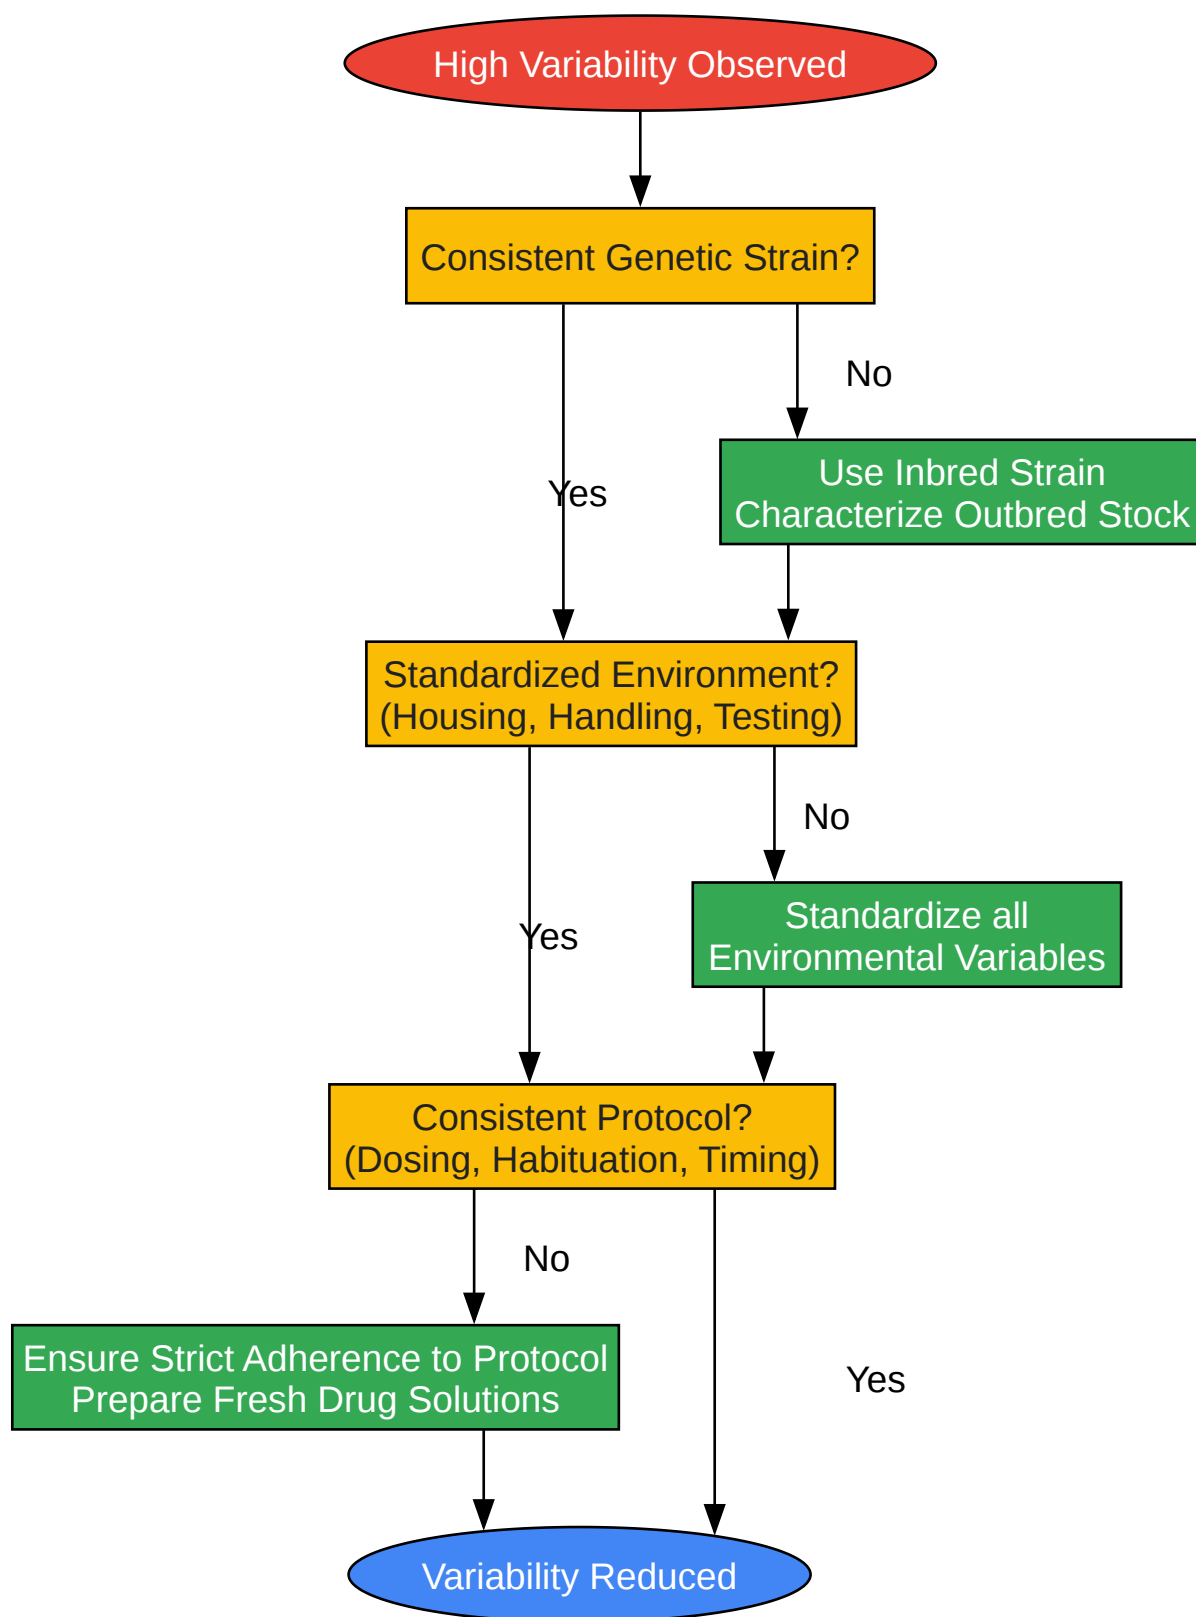 High Variability Observed
Consistent Genetic Strain?
No
Use Inbred Strain
Characterize Outbred Stock
Yes
Standardized Environment?
(Housing, Handling, Testing)
No
Standardize all
Environmental Variables
Yes
Consistent Protocol?
(Dosing, Habituation, Timing)
No
Ensure Strict Adherence to Protocol
Prepare Fresh Drug Solutions
Yes
Variability Reduced